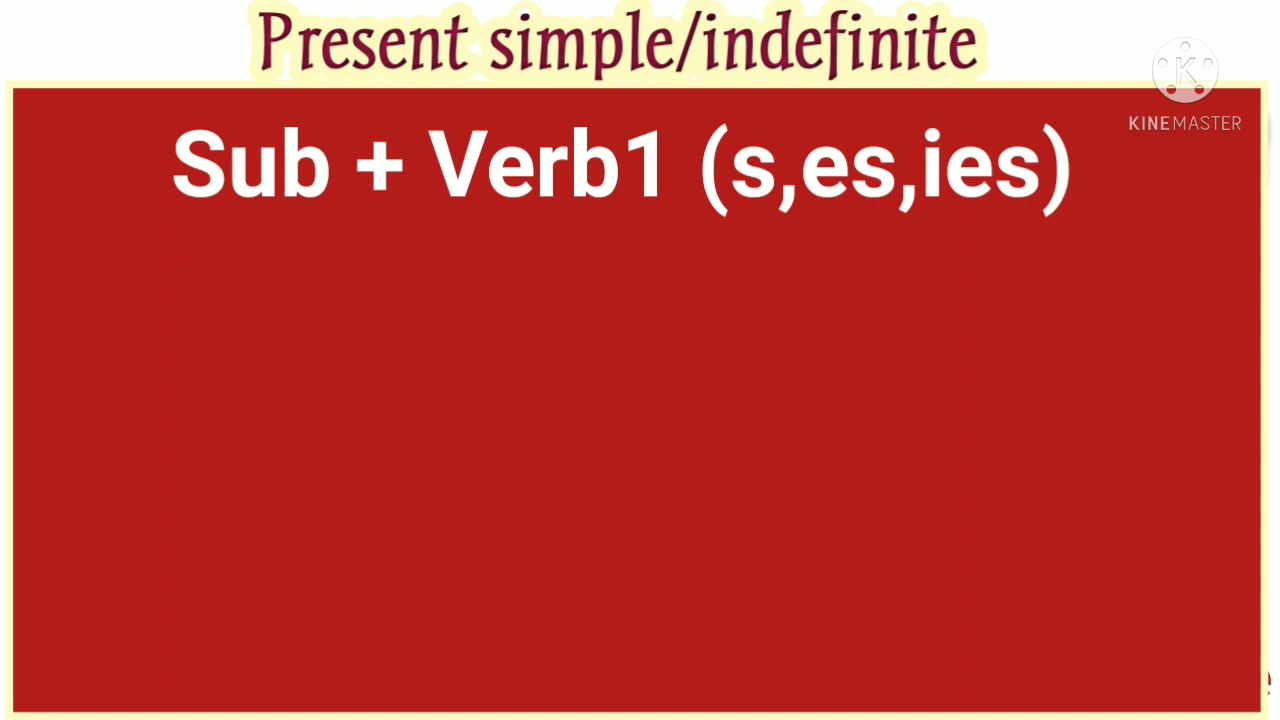 Present simple/indefinite
K
KINEMASTER
Sub + Verb1 (s,es,ies)